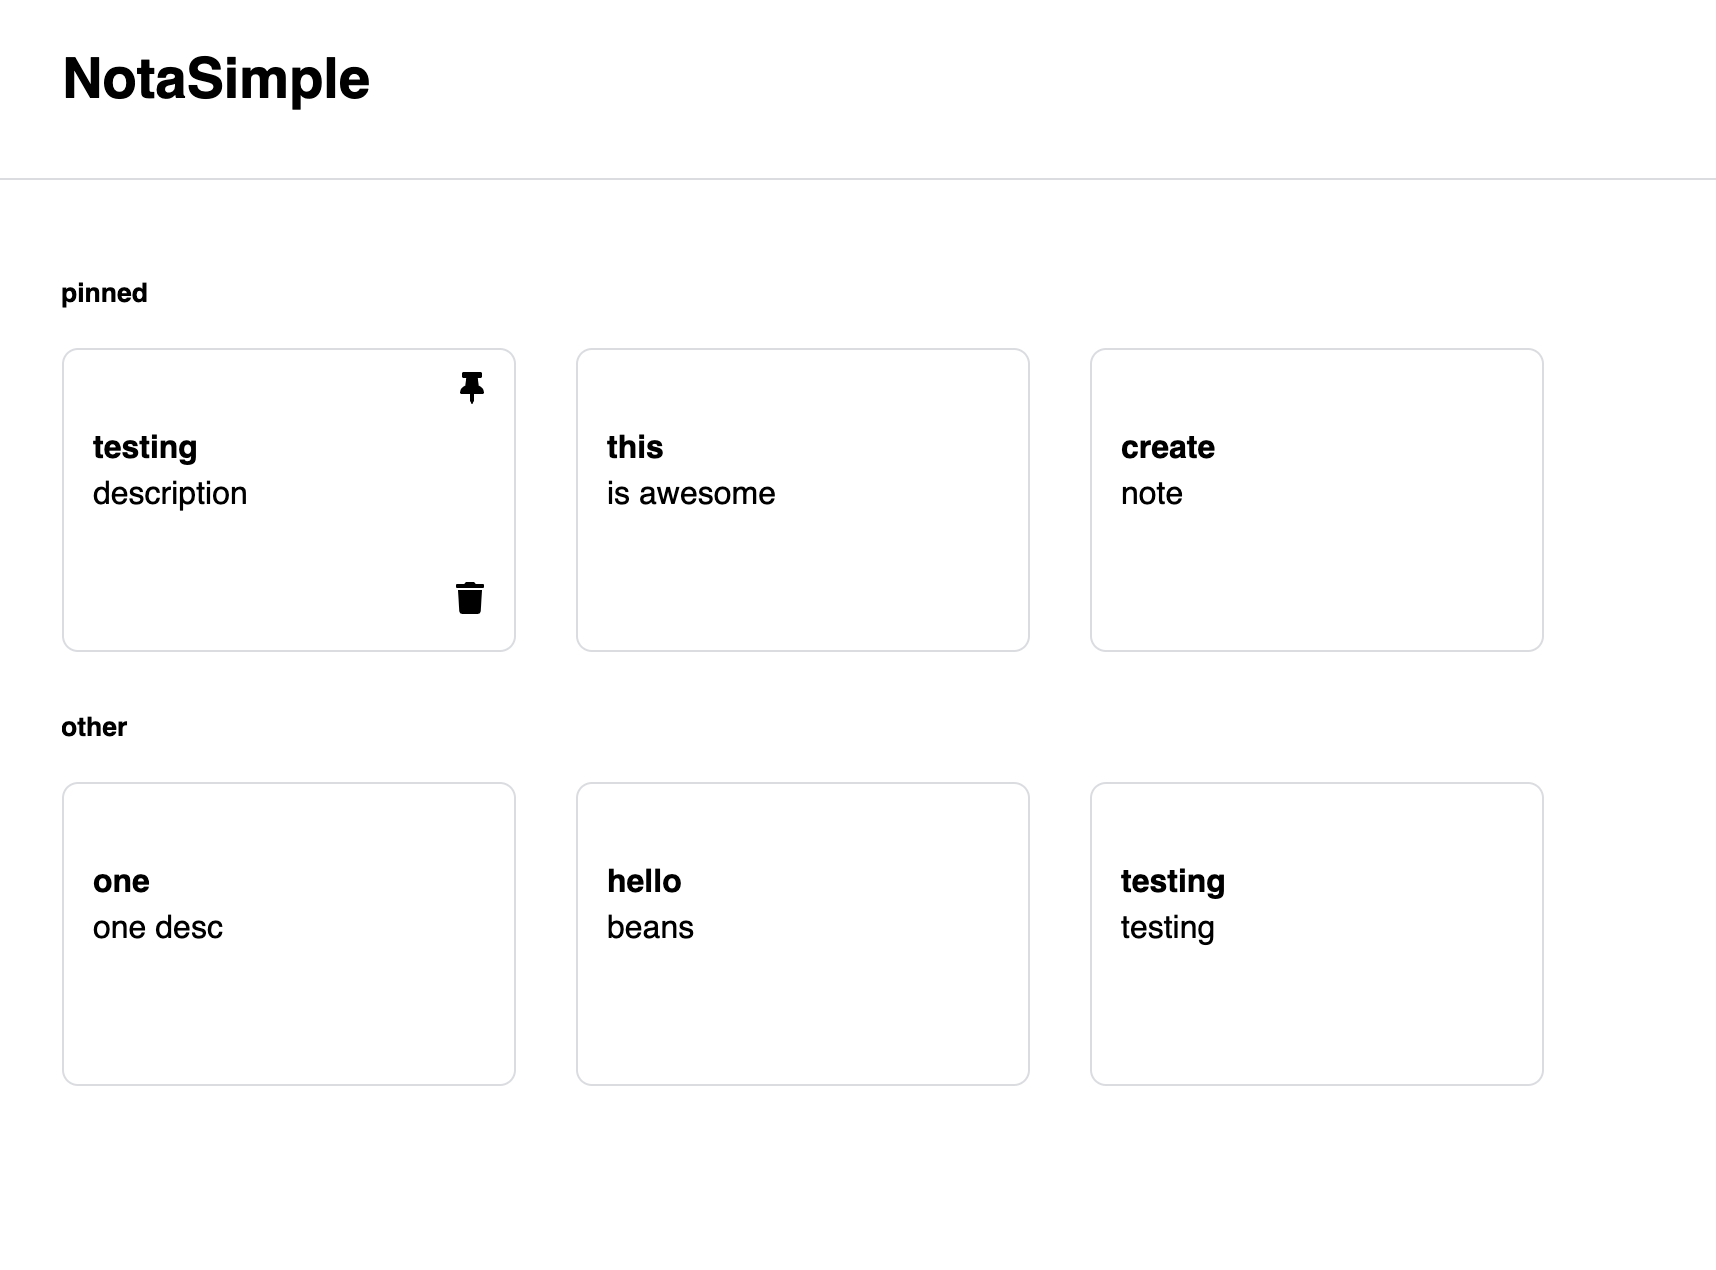 NotaSimple
pinned
testing
description
this
is awesome
create
note
other
one
one desc
hello
beans
testing
testing